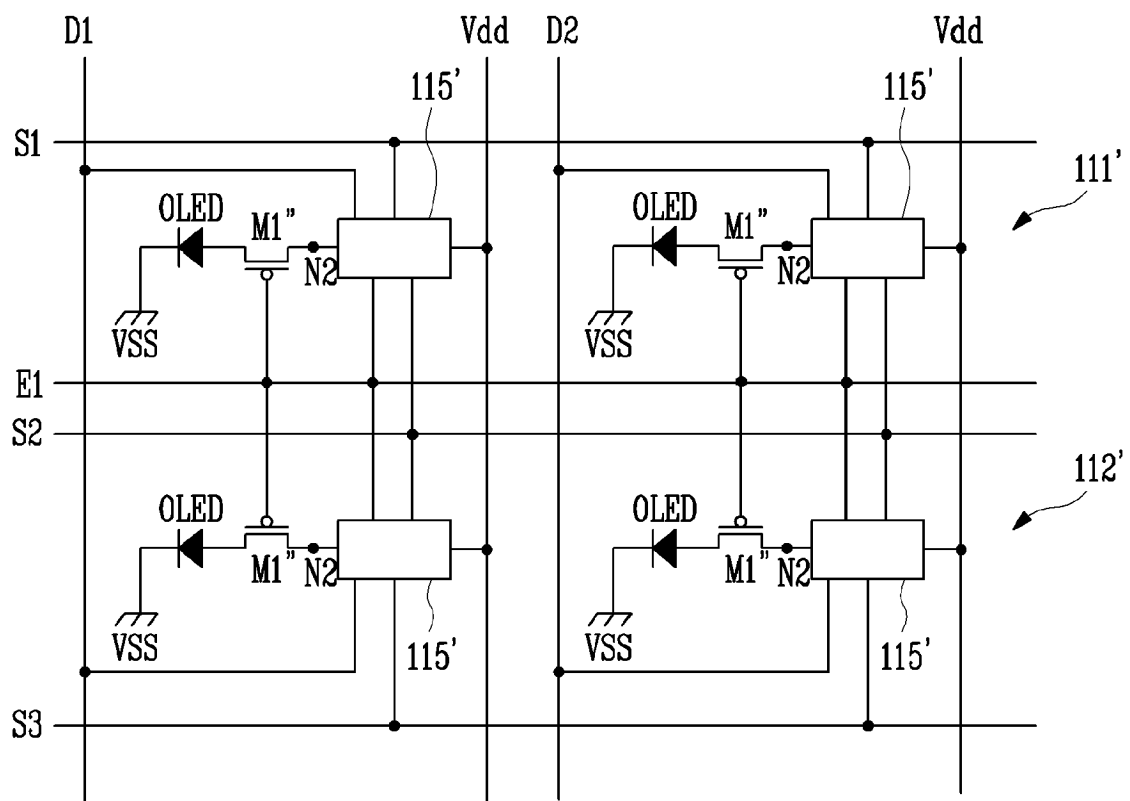 D1 Vdd D2 Vdd
115' 115'
S1
111'
OLED M1" OLED M1"
N2 N2
VSS VSS
E1
S2
112'
OLED OLED
M1" N2 M1" N2
VSS 115' VSS 115'
S3